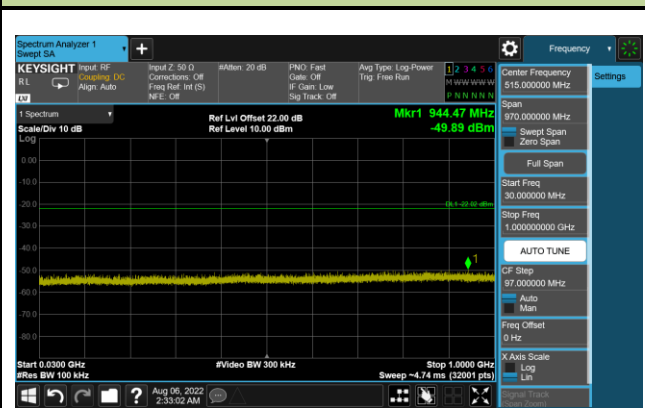 Spectrum Analyzer 1
Swept SA
Frequency
KEYSIGHT
RL
Input: RF
Coupling: DC
Align: Auto
Input Z: 50 Ω
Corrections: Off
Freq Ref: Int (S)
NFE: Off
#Atten: 20 dB
PNO: Fast
Gate: Off
IF Gain: Low
Sig Track: Off
Avg Type: Log-Power
Trig: Free Run
1 2 3 4 5 6
M W W W W W
P N N N N N
Center Frequency
515.000000 MHz
Settings
Span
970.000000 MHz
Swept Span
Zero Span
Full Span
Start Freq
30.000000 MHz
Stop Freq
1.000000000 GHz
AUTO TUNE
CF Step
97.000000 MHz
Auto
Man
Freq Offset
0 Hz
X Axis Scale
Log
Lin
Signal Track
(Span Zoom)
1 Spectrum
Scale/Div 10 dB
Log
Ref Lvl Offset 22.00 dB
Ref Level 10.00 dBm
Mkr1 944.47 MHz
-49.89 dBm
0.00
-10.0
-20.0
-30.0
-40.0
-50.0
-60.0
-70.0
-80.0
DL1 -22.02 dBm
1
Start 0.0300 GHz
#Res BW 100 kHz
#Video BW 300 kHz
Stop 1.0000 GHz
Sweep ~4.74 ms (32001 pts)
Aug 06, 2022
2:33:02 AM